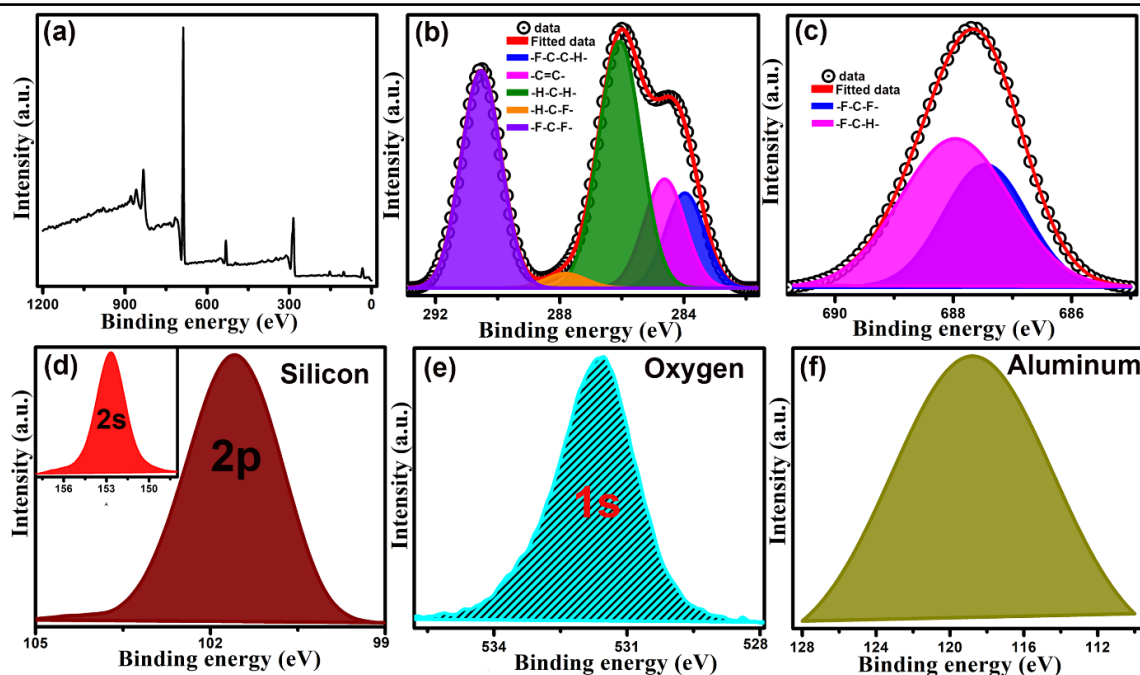 (a)
Intensity (a.u.)
1200 900 600 300 0
Binding energy (eV)
(b)
data
Fitted data
-F-C-C-H-
-C=C-
-H-C-H-
-H-C-F-
-F-C-F-
Intensity (a.u.)
292 288 284
Binding energy (eV)
(c)
data
Fitted data
-F-C-F-
-F-C-H-
Intensity (a.u.)
690 688 686
Binding energy (eV)
(d)
Silicon
2s
156 153 150
A
2p
Intensity (a.u.)
105 102 99
Binding energy (eV)
(e)
Oxygen
1s
Intensity (a.u.)
534 531 528
Binding energy (eV)
(f)
Aluminum
Intensity (a.u.)
128 124 120 116 112
Binding energy (eV)